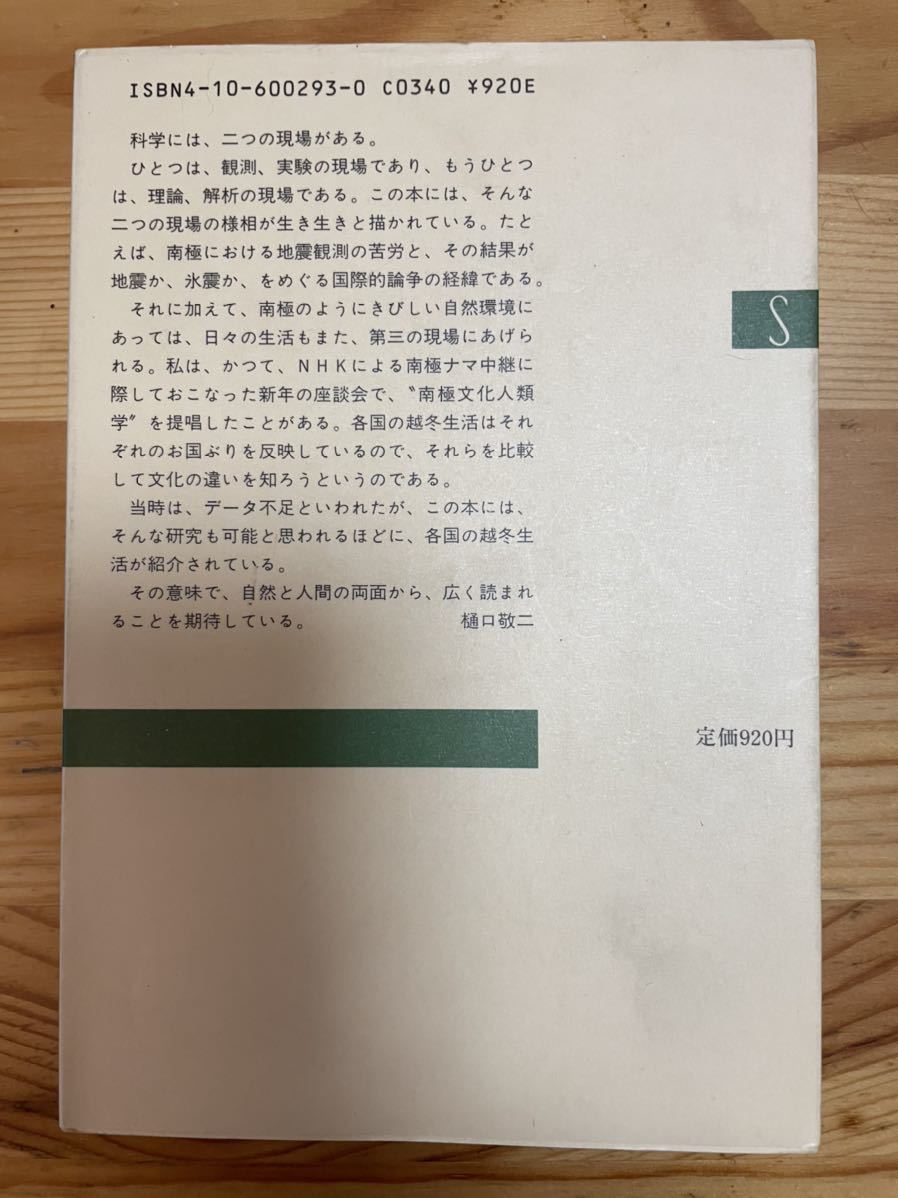 ISBN4-10-600293-0 C0340 ¥920E
科学には、二つの現場がある。
ひとつは、観測、実験の現場であり、もうひとつ
は、理論、解析の現場である。この本には、そんな
二つの現場の様相が生き生きと描かれている。たと
えば、南極における地震観測の苦労と、その結果が
地震か、氷震か、をめぐる国際的論争の経緯である。
それに加えて、南極のようにきびしい自然環境に
あっては、日々の生活もまた、第三の現場にあげら
れる。私は、かつて、NHKによる南極ナマ中継に
際しておこなった新年の座談会で、〝南極文化人類
学〟を提唱したことがある。各国の越冬生活はそれ
ぞれのお国ぶりを反映しているので、それらを比較
して文化の違いを知ろうというのである。
当時は、データ不足といわれたが、この本には、
そんな研究も可能と思われるほどに、各国の越冬生
活が紹介されている。
その意味で、自然と人間の両面から、広く読まれ
ることを期待している。 樋口敬二
S
定価920円